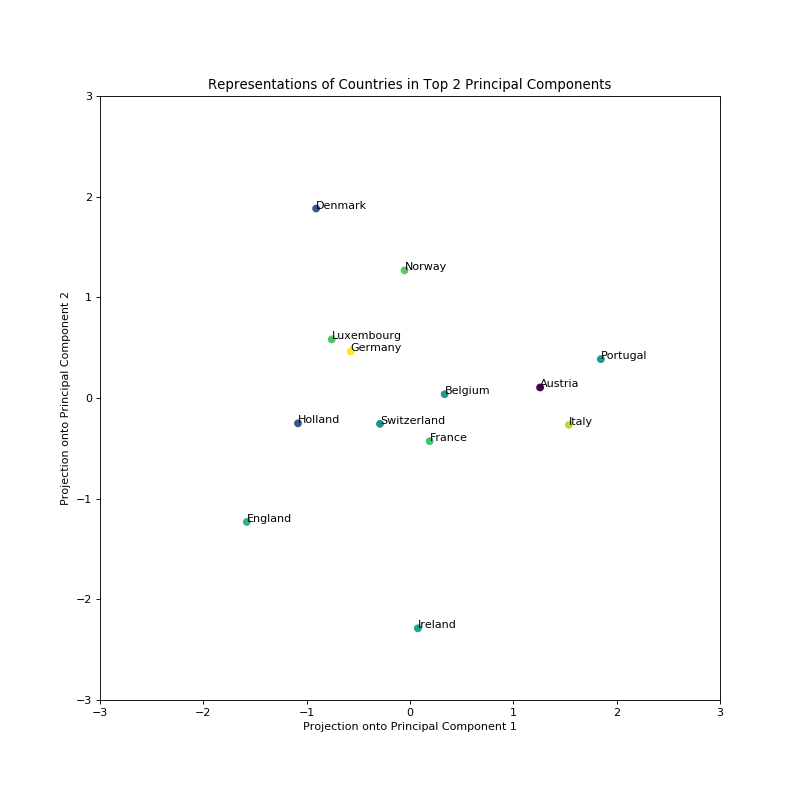 Representations of Countries in Top 2 Principal Components
3
2
1
0
−1
−2
−3
Projection onto Principal Component 2
Denmark
Norway
Luxembourg
Germany
Portugal
Austria
Belgium
Holland
Switzerland
Italy
France
England
Ireland
−3
−2
−1
0
1
2
3
Projection onto Principal Component 1